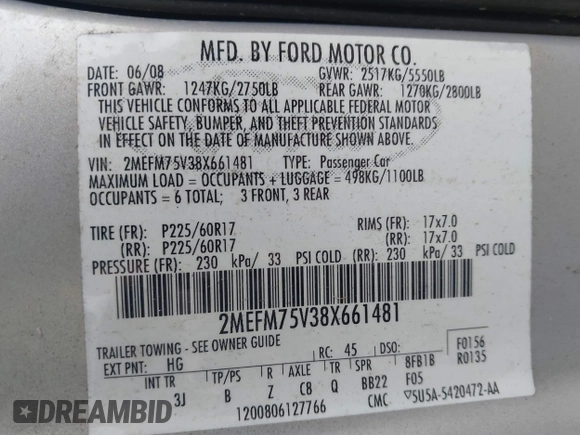 MFD. BY FORD MOTOR CO.
DATE: 06/08 GVWR: 2517KG/5550LB
FRONT GAWR: 1247KG/2750LB REAR GAWR: 1270KG/2800LB
THIS VEHICLE CONFORMS TO ALL APPLICABLE FEDERAL MOTOR
VEHICLE SAFETY, BUMPER, AND THEFT PREVENTION STANDARDS
IN EFFECT ON THE DATE OF MANUFACTURE SHOWN ABOVE.
VIN: 2MEFM75V38X661481 TYPE: Passenger Car
MAXIMUM LOAD = OCCUPANTS + LUGGAGE = 498KG/1100LB
OCCUPANTS = 6 TOTAL; 3 FRONT, 3 REAR
TIRE (FR): P225/60R17 RIMS (FR): 17x7.0
(RR): P225/60R17 (RR): 17x7.0
PRESSURE (FR): 230 kPa/ 33 PSI COLD (RR): 230 kPa/ 33 PSI COLD
2MEFM75V38X661481
TRAILER TOWING - SEE OWNER GUIDE
EXT PNT: HG RC: 45 DSO: F0156
8FB1B R0135
INT TR TP/PS R AXLE TR SPR F05
3J B Z C8 Q BB22
1200806127766 CMC 5U5A-5420472-AA
AutoBidMaster